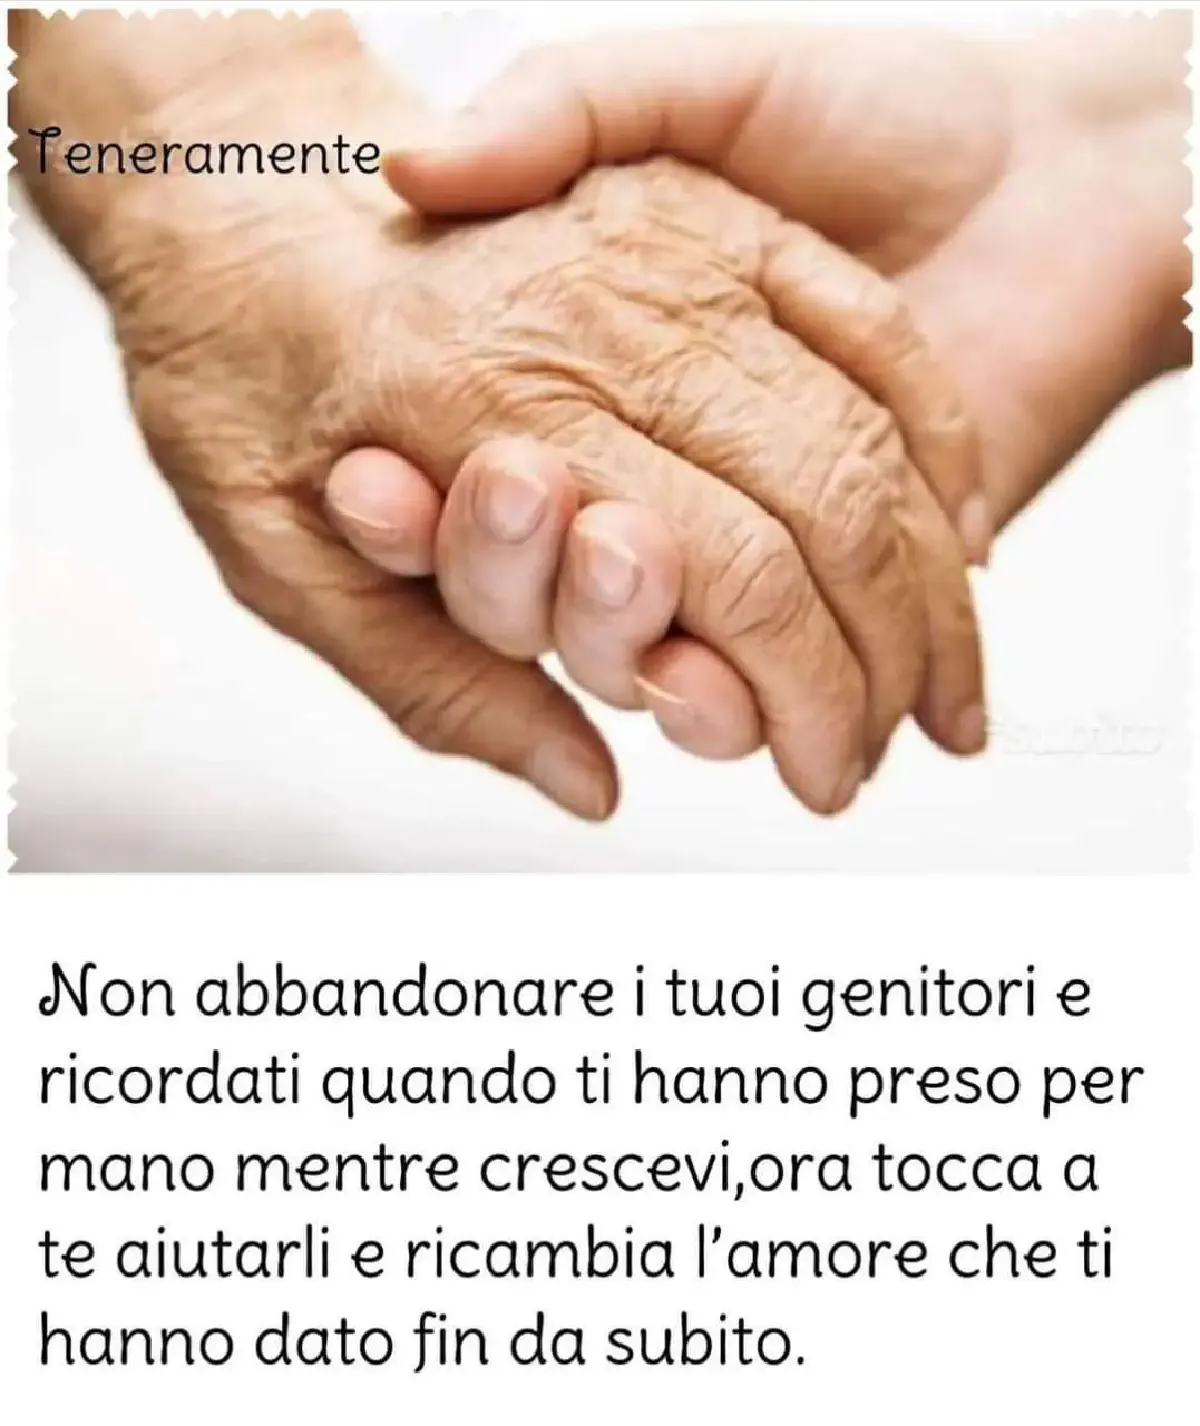 Teneramente
Non abbandonare i tuoi genitori e
ricordati quando ti hanno preso per
mano mentre crescevi,ora tocca a
te aiutarli e ricambia l’amore che ti
hanno dato fin da subito.